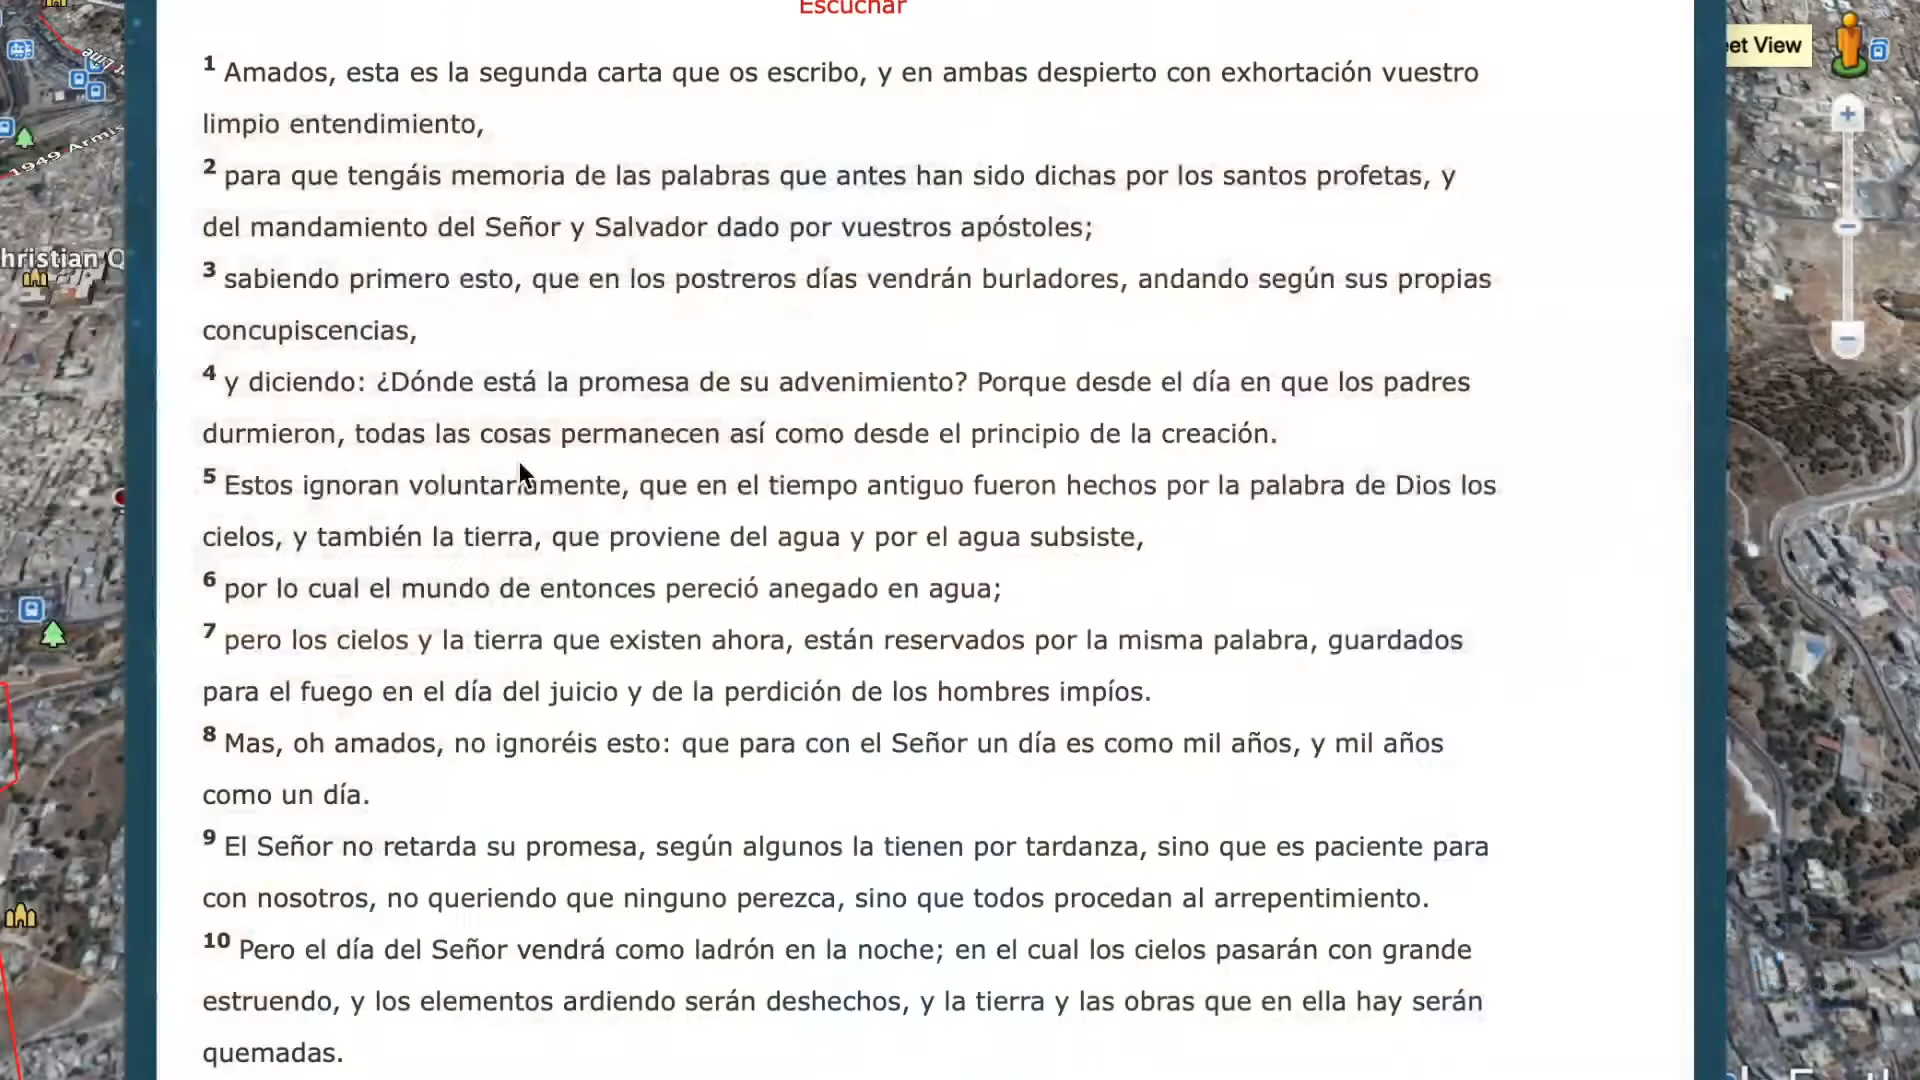 Escuchar
1 Amados, esta es la segunda carta que os escribo, y en ambas despierto con exhortación vuestro
limpio entendimiento,
2 para que tengáis memoria de las palabras que antes han sido dichas por los santos profetas, y
del mandamiento del Señor y Salvador dado por vuestros apóstoles;
3 sabiendo primero esto, que en los postreros días vendrán burladores, andando según sus propias
concupiscencias,
4 y diciendo: ¿Dónde está la promesa de su advenimiento? Porque desde el día en que los padres
durmieron, todas las cosas permanecen así como desde el principio de la creación.
5 Estos ignoran voluntariamente, que en el tiempo antiguo fueron hechos por la palabra de Dios los
cielos, y también la tierra, que proviene del agua y por el agua subsiste,
6 por lo cual el mundo de entonces pereció anegado en agua;
7 pero los cielos y la tierra que existen ahora, están reservados por la misma palabra, guardados
para el fuego en el día del juicio y de la perdición de los hombres impíos.
8 Mas, oh amados, no ignoréis esto: que para con el Señor un día es como mil años, y mil años
como un día.
9 El Señor no retarda su promesa, según algunos la tienen por tardanza, sino que es paciente para
con nosotros, no queriendo que ninguno perezca, sino que todos procedan al arrepentimiento.
10 Pero el día del Señor vendrá como ladrón en la noche; en el cual los cielos pasarán con grande
estruendo, y los elementos ardiendo serán deshechos, y la tierra y las obras que en ella hay serán
quemadas.
eet View
t Line
1949 Armis
hristian Q